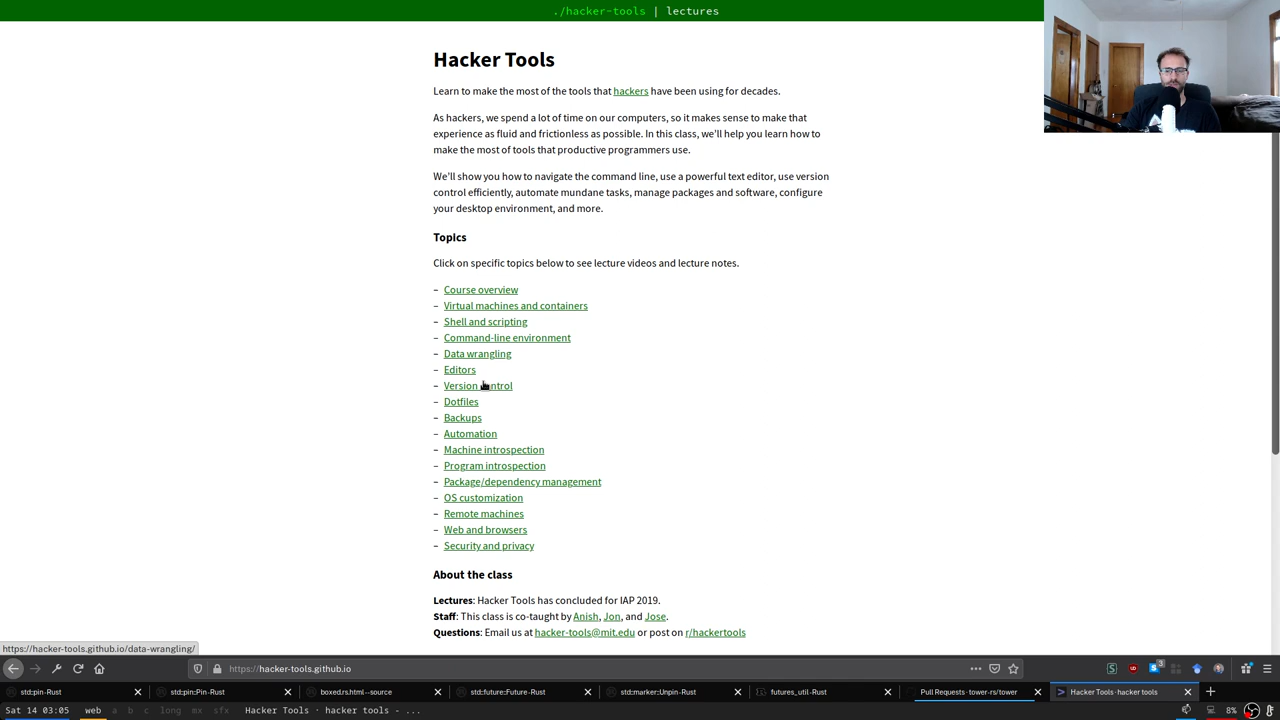 ./hacker-tools | lectures
Hacker Tools
Learn to make the most of the tools that hackers have been using for decades.
As hackers, we spend a lot of time on our computers, so it makes sense to make that
experience as fluid and frictionless as possible. In this class, we'll help you learn how to
make the most of tools that productive programmers use.
We'll show you how to navigate the command line, use a powerful text editor, use version
control efficiently, automate mundane tasks, manage packages and software, configure
your desktop environment, and more.
Topics
Click on specific topics below to see lecture videos and lecture notes.
– Course overview
– Virtual machines and containers
– Shell and scripting
– Command-line environment
– Data wrangling
– Editors
– Version control
– Dotfiles
– Backups
– Automation
– Machine introspection
– Program introspection
– Package/dependency management
– OS customization
– Remote machines
– Web and browsers
– Security and privacy
About the class
Lectures: Hacker Tools has concluded for IAP 2019.
Staff: This class is co-taught by Anish, Jon, and Jose.
Questions: Email us at hacker-tools@mit.edu or post on r/hackertools
https://hacker-tools.github.io/data-wrangling/
https://hacker-tools.github.io
std::pin - Rust
std::pin::Pin - Rust
boxed.rs.html -- source
std::future::Future - Rust
std::marker::Unpin - Rust
futures_util - Rust
Pull Requests · tower-rs/tower
Hacker Tools · hacker tools
Sat 14 03:05 web a b c long mx sfx Hacker Tools · hacker tools - ... 8%